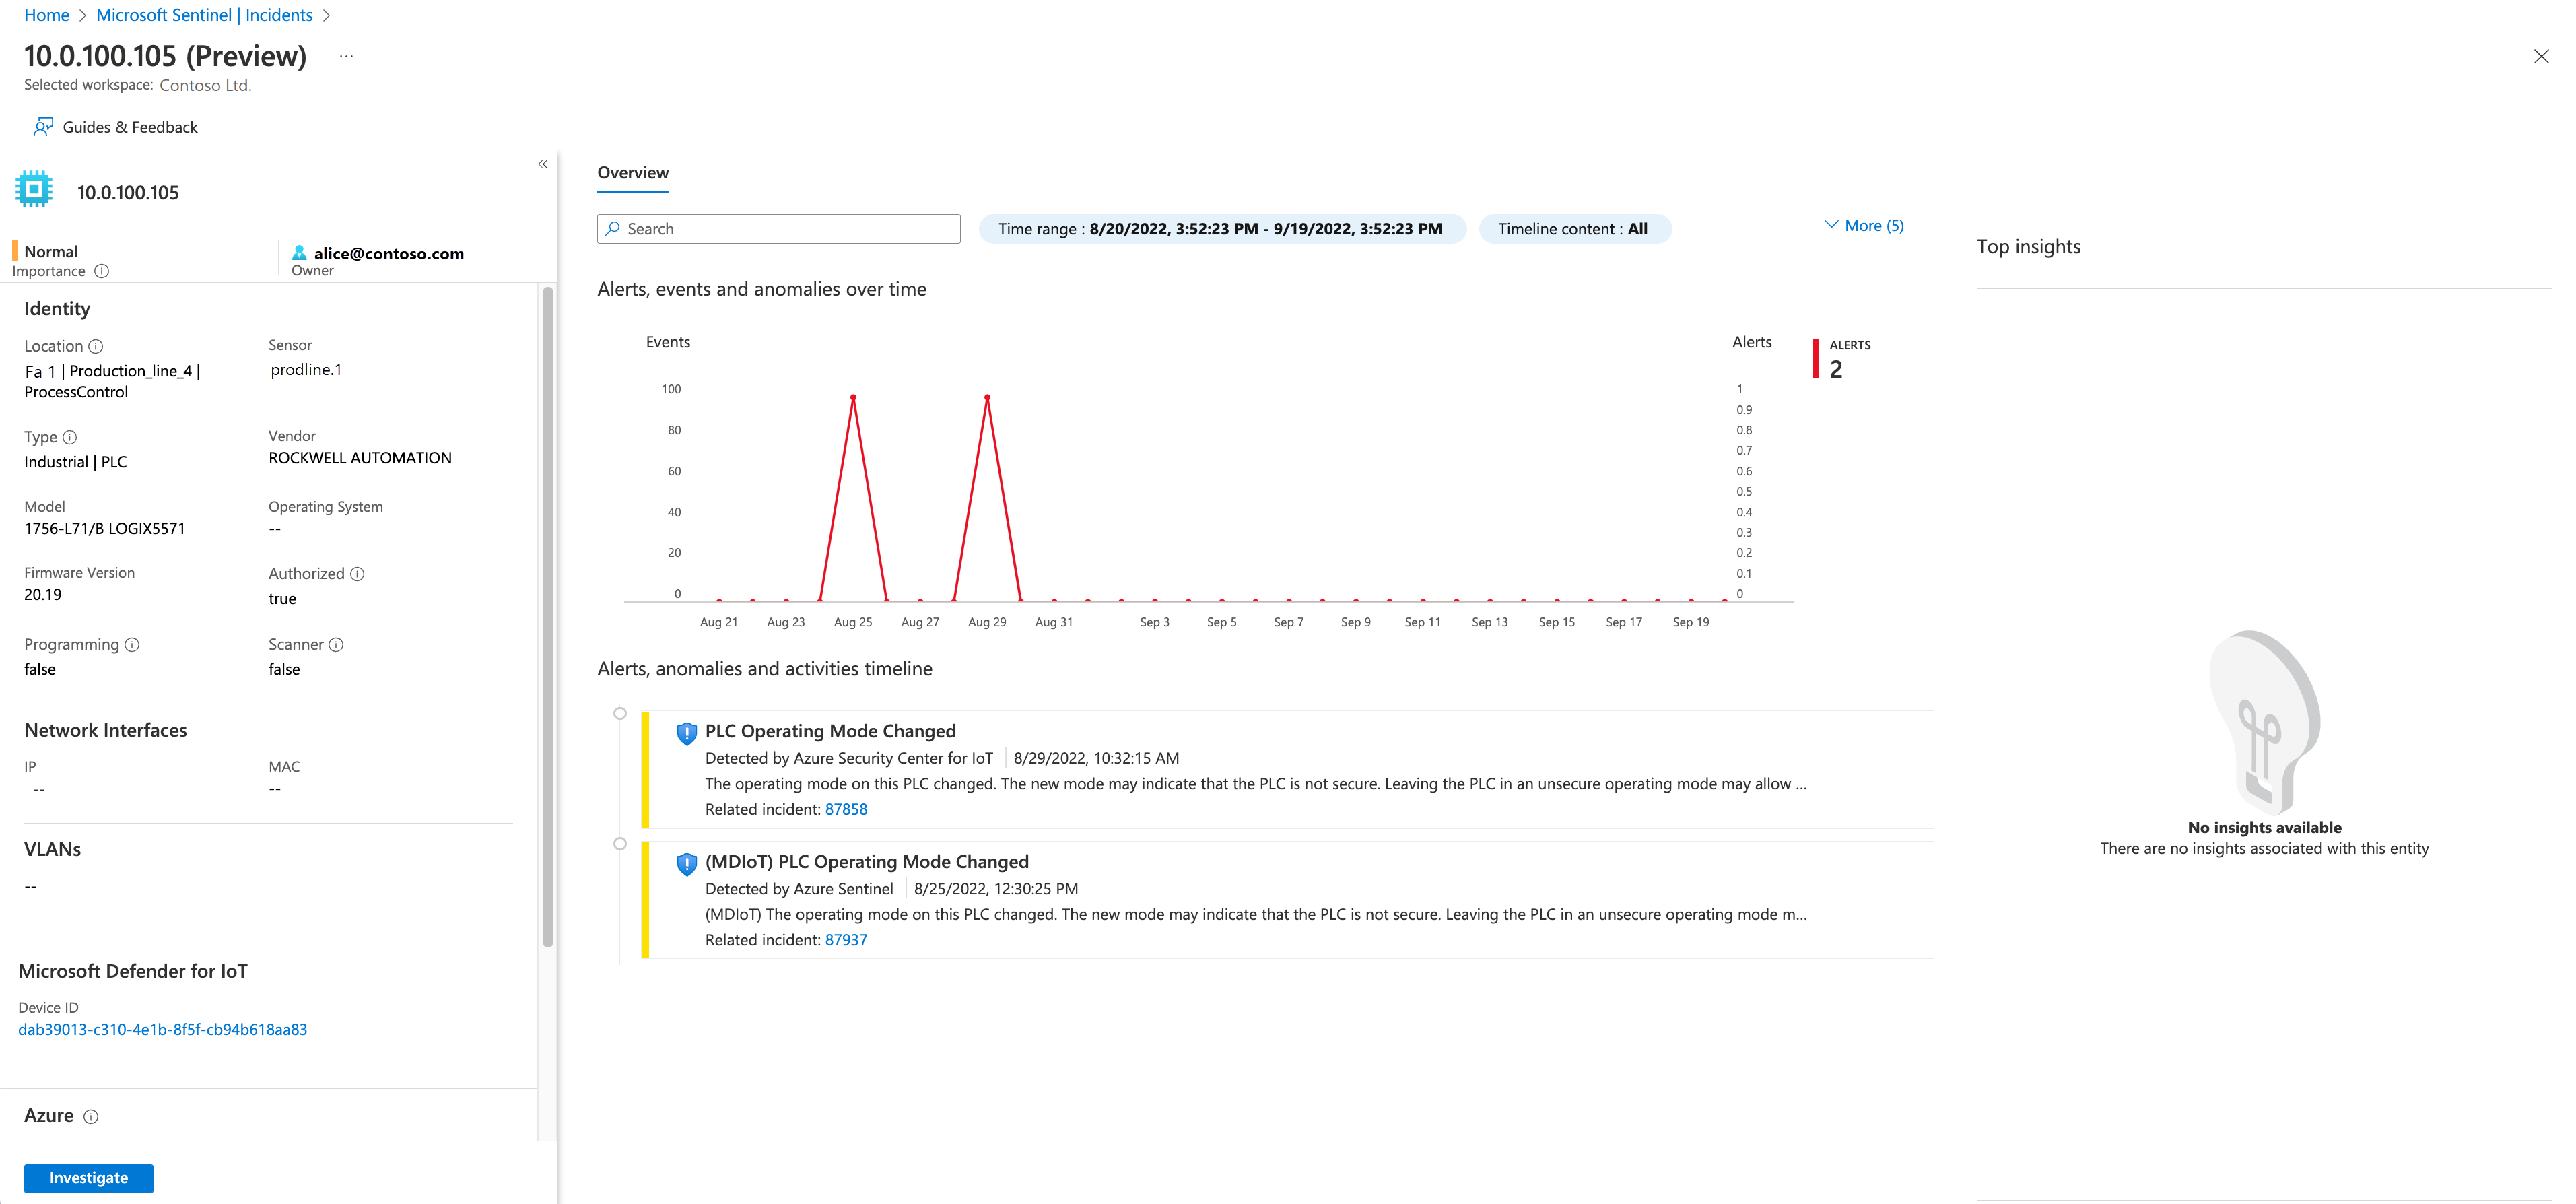 Home > Microsoft Sentinel | Incidents >
10.0.100.105 (Preview) ...
Selected workspace: Contoso Ltd.
Guides & Feedback
10.0.100.105
Normal
Importance
alice@contoso.com
Owner
Identity
Location
Fa 1 | Production_line_4 |
ProcessControl
Sensor
prodline.1
Type
Industrial | PLC
Vendor
ROCKWELL AUTOMATION
Model
1756-L71/B LOGIX5571
Operating System
--
Firmware Version
20.19
Authorized
true
Programming
false
Scanner
false
Network Interfaces
IP
--
MAC
--
VLANs
--
Microsoft Defender for IoT
Device ID
dab39013-c310-4e1b-8f5f-cb94b618aa83
Azure
Investigate
Overview
Search
Time range : 8/20/2022, 3:52:23 PM - 9/19/2022, 3:52:23 PM
Timeline content : All
More (5)
Alerts, events and anomalies over time
Events
100
80
60
40
20
0
Alerts
1
0.9
0.8
0.7
0.6
0.5
0.4
0.3
0.2
0.1
0
Aug 21 Aug 23 Aug 25 Aug 27 Aug 29 Aug 31 Sep 3 Sep 5 Sep 7 Sep 9 Sep 11 Sep 13 Sep 15 Sep 17 Sep 19
ALERTS
2
Alerts, anomalies and activities timeline
PLC Operating Mode Changed
Detected by Azure Security Center for IoT | 8/29/2022, 10:32:15 AM
The operating mode on this PLC changed. The new mode may indicate that the PLC is not secure. Leaving the PLC in an unsecure operating mode may allow ...
Related incident: 87858
(MDIoT) PLC Operating Mode Changed
Detected by Azure Sentinel | 8/25/2022, 12:30:25 PM
(MDIoT) The operating mode on this PLC changed. The new mode may indicate that the PLC is not secure. Leaving the PLC in an unsecure operating mode m...
Related incident: 87937
Top insights
No insights available
There are no insights associated with this entity